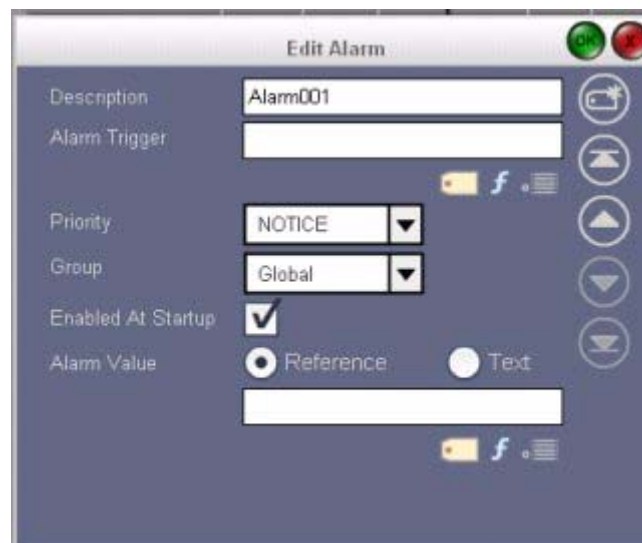 Edit Alarm
OK X
Description Alarm001
Alarm Trigger
f
Priority NOTICE
Group Global
Enabled At Startup
Alarm Value Reference Text
f